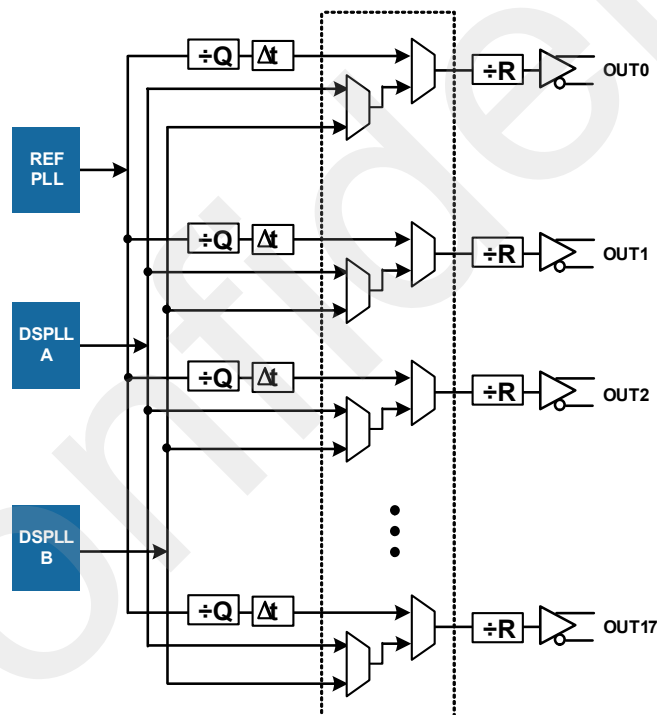 ÷Q Δt ÷R OUT0
REF
PLL
÷Q Δt ÷R OUT1
DSPLL
A
÷Q Δt ÷R OUT2
DSPLL
B
÷Q Δt ÷R OUT17